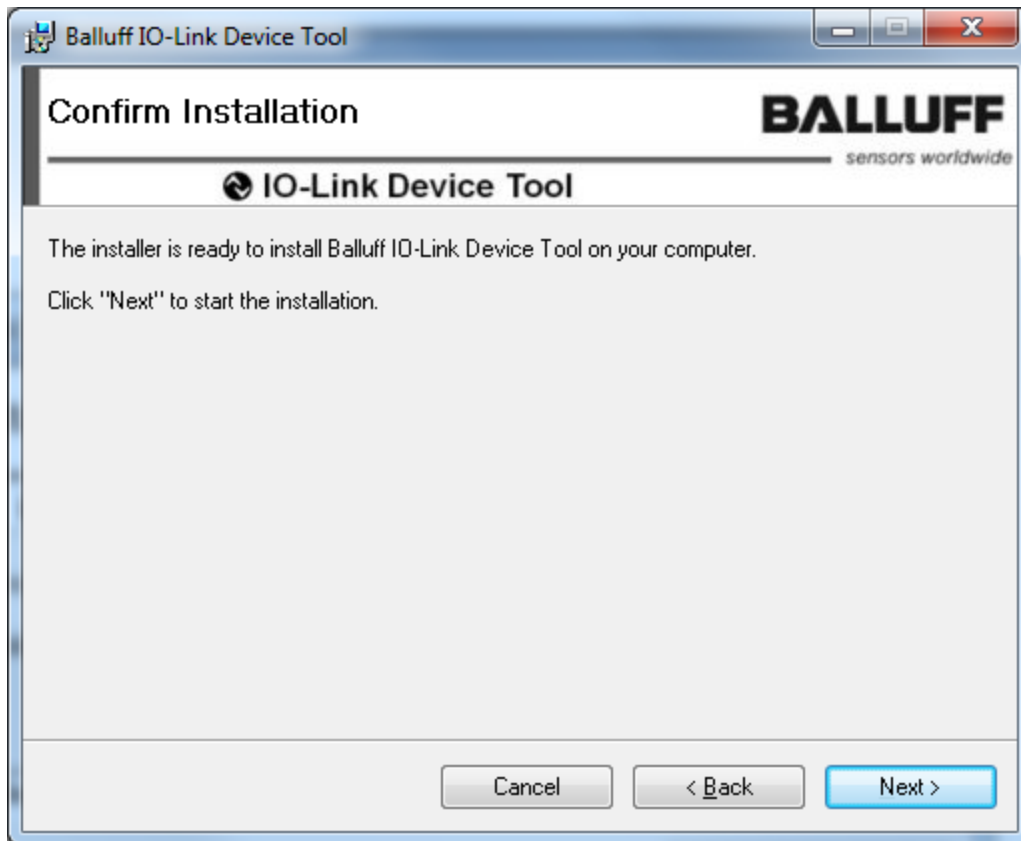 Balluff IO-Link Device Tool
Confirm Installation
BALLUFF
sensors worldwide
IO-Link Device Tool
The installer is ready to install Balluff IO-Link Device Tool on your computer.
Click "Next" to start the installation.
Cancel
< Back
Next >